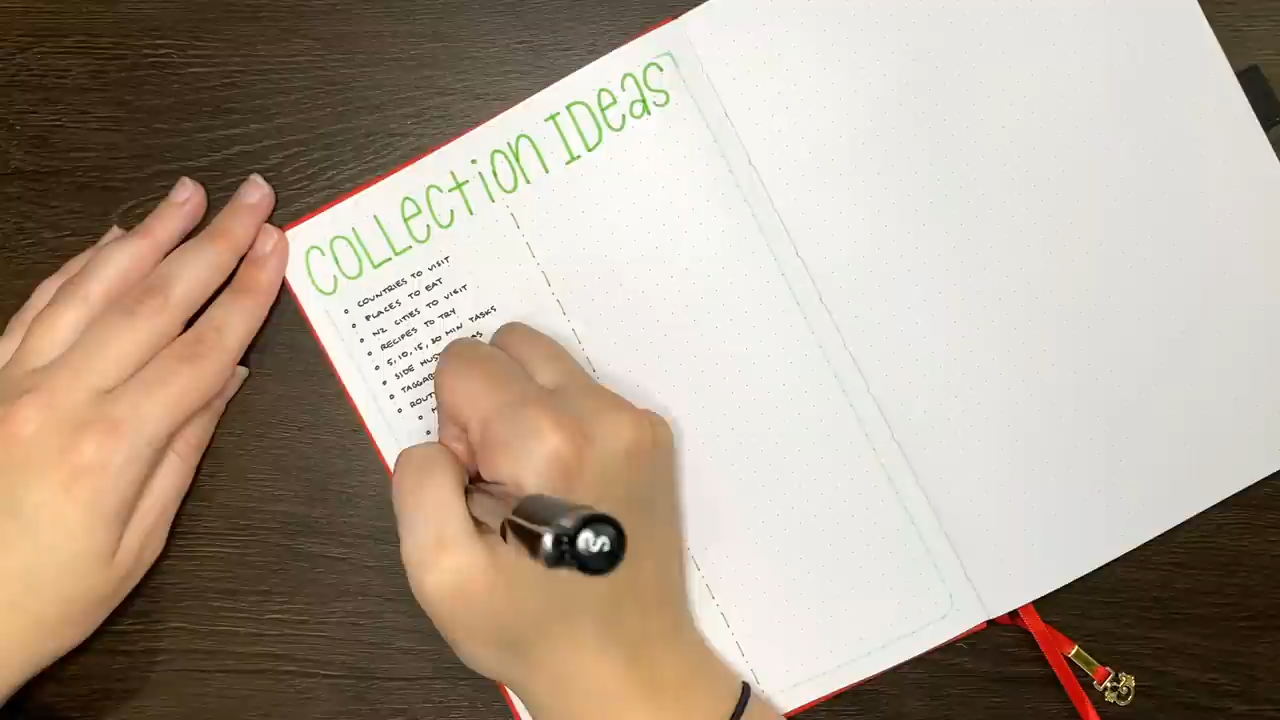 COLLECTION IDEAS
COUNTRIES TO VISIT
PLACES TO EAT
NZ CITIES TO VISIT
RECIPES TO TRY
5, 10, 15, 30 MIN TASKS
SIDE
S